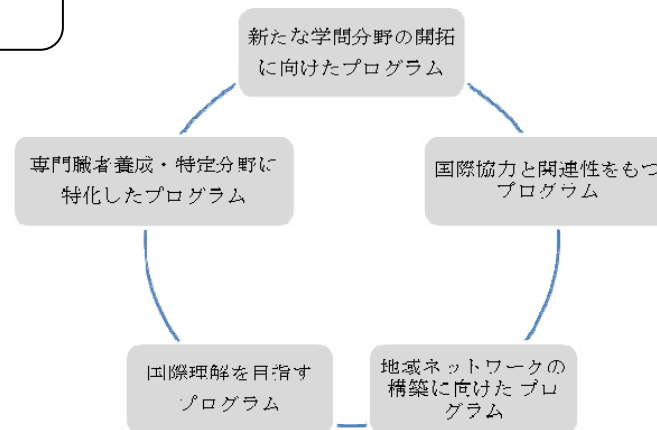 新たな学問分野の開拓
に向けたプログラム
専門職者養成・特定分野に
特化したプログラム
国際協力と関連性をもつ
プログラム
国際理解を目指す
プログラム
地域ネットワークの
構築に向けた プロ
グラム